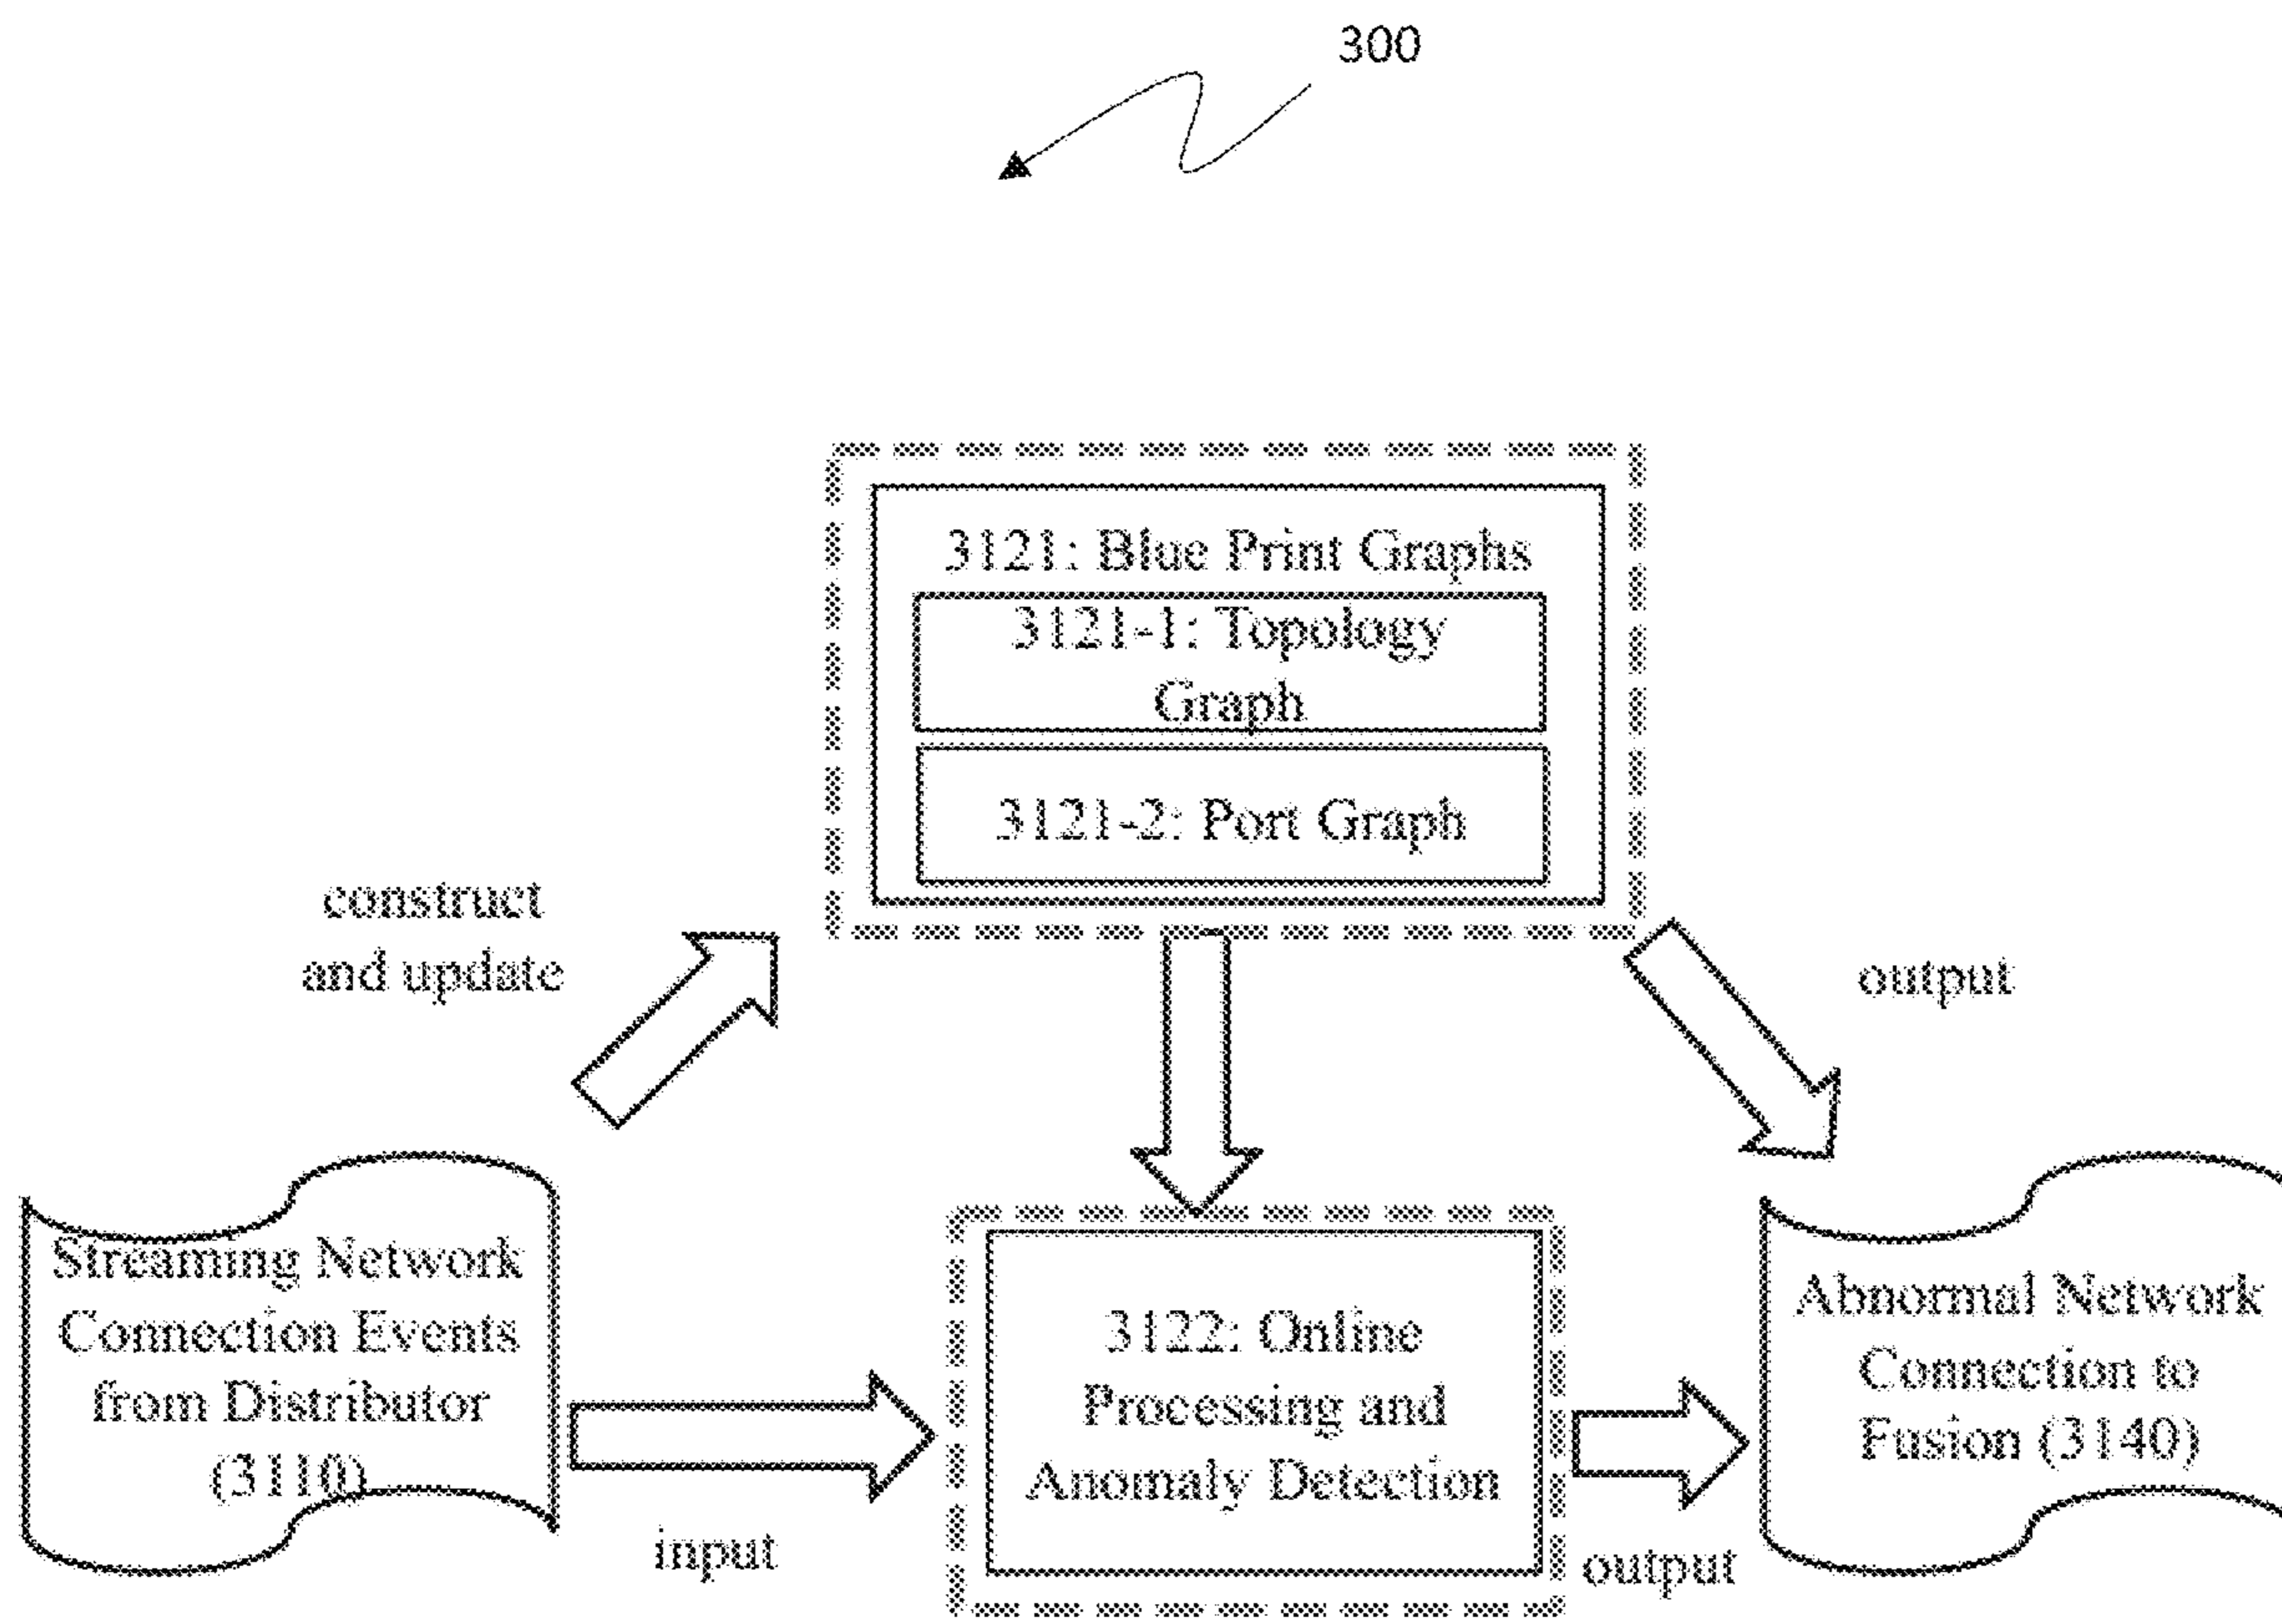 300
3121: Blue Print Graphs
3121-1: Topology
Graph
3121-2: Port Graph
construct
and update
output
Streaming Network
Connection Events
from Distributor
(3110)
input
3122: Online
Processing and
Anomaly Detection
output
Abnormal Network
Connection to
Fusion (3140)